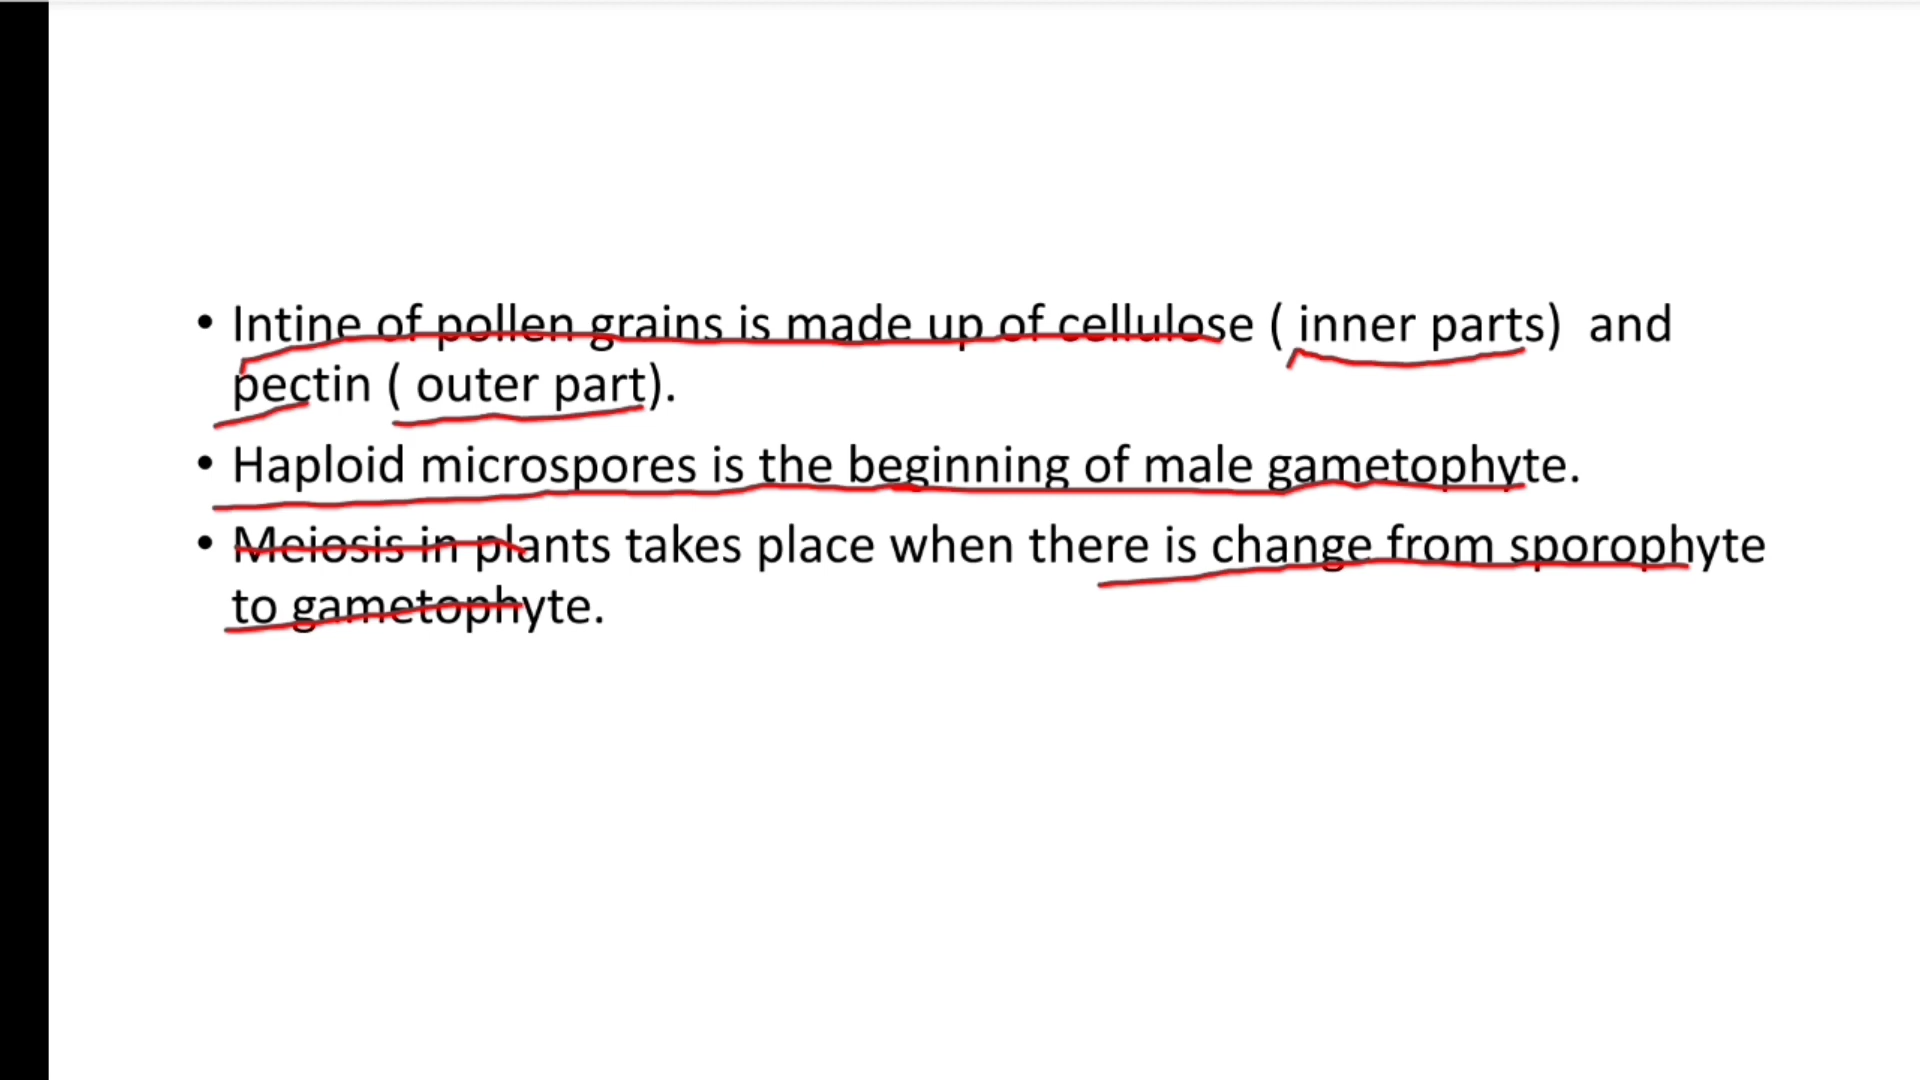 • Intine of pollen grains is made up of cellulose ( inner parts)  and
pectin ( outer part).
• Haploid microspores is the beginning of male gametophyte.
• Meiosis in plants takes place when there is change from sporophyte
to gametophyte.